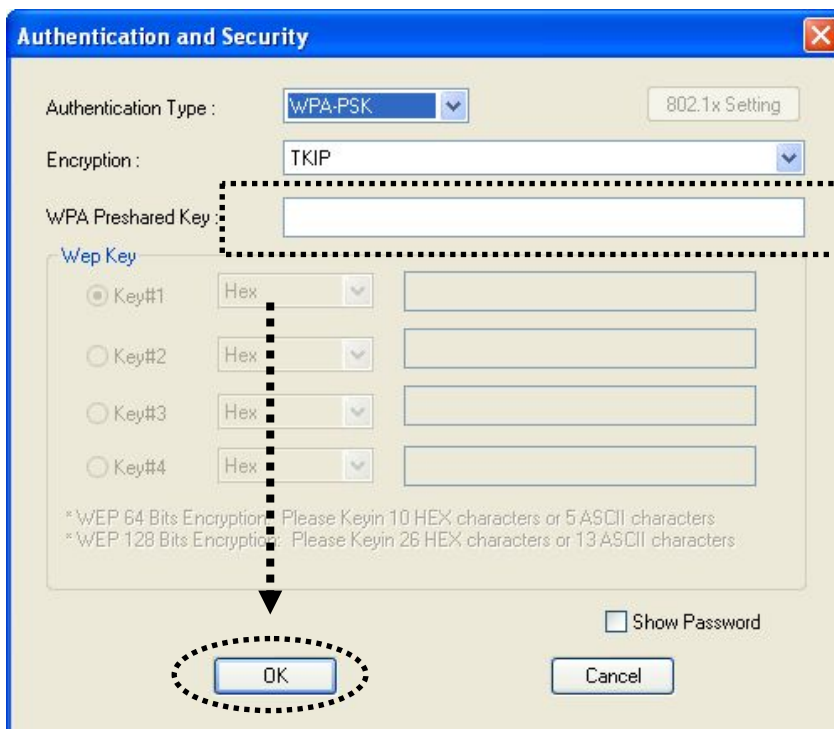 Authentication and Security
Authentication Type : WPA-PSK 802.1x Setting
Encryption : TKIP
WPA Preshared Key :
Wep Key
Key#1 Hex
Key#2 Hex
Key#3 Hex
Key#4 Hex
* WEP 64 Bits Encryption: Please Keyin 10 HEX characters or 5 ASCII characters
* WEP 128 Bits Encryption: Please Keyin 26 HEX characters or 13 ASCII characters
Show Password
OK Cancel